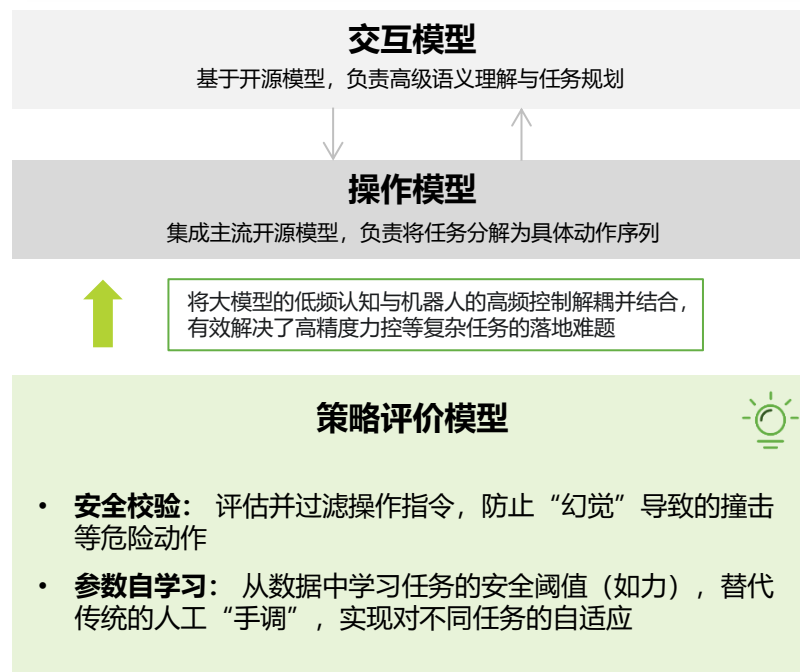 交互模型
基于开源模型，负责高级语义理解与任务规划
操作模型
集成主流开源模型，负责将任务分解为具体动作序列
将大模型的低频认知与机器人的高频控制解耦并结合，
有效解决了高精度力控等复杂任务的落地难题
策略评价模型
• 安全校验： 评估并过滤操作指令，防止“幻觉”导致的撞击
等危险动作
• 参数自学习： 从数据中学习任务的安全阈值（如力），替代
传统的人工“手调”，实现对不同任务的自适应